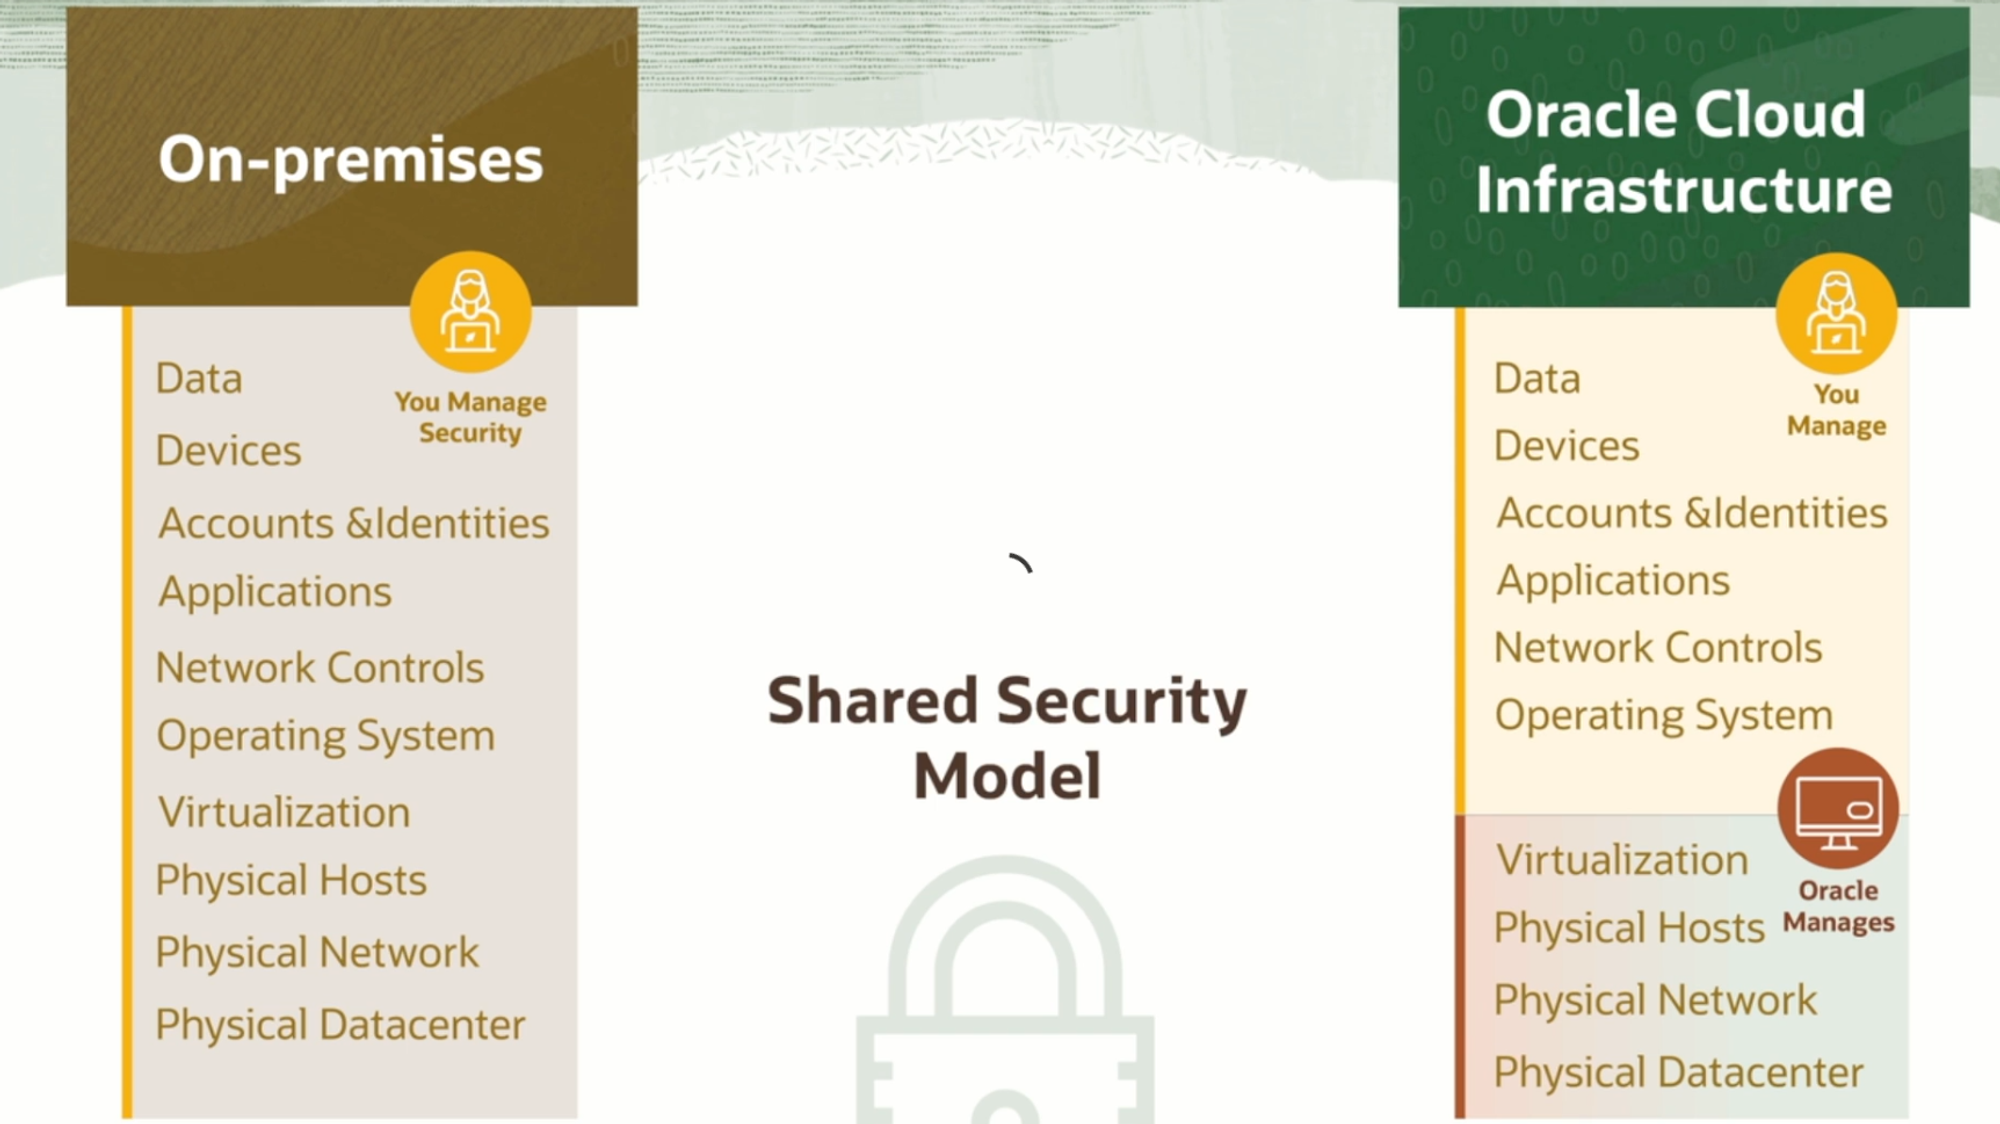 On-premises
You Manage
Security
Data
Devices
Accounts &Identities
Applications
Network Controls
Operating System
Virtualization
Physical Hosts
Physical Network
Physical Datacenter
Shared Security
Model
Oracle Cloud
Infrastructure
You
Manage
Data
Devices
Accounts &Identities
Applications
Network Controls
Operating System
Oracle
Manages
Virtualization
Physical Hosts
Physical Network
Physical Datacenter